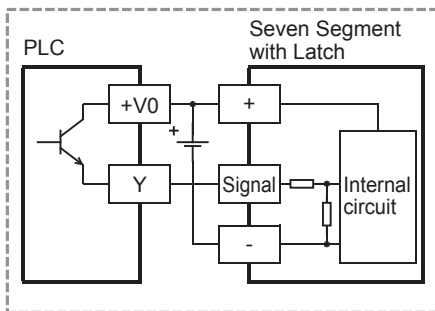 PLC
Seven Segment
with Latch
+V0
+
+
Y
Signal
Internal
circuit
-